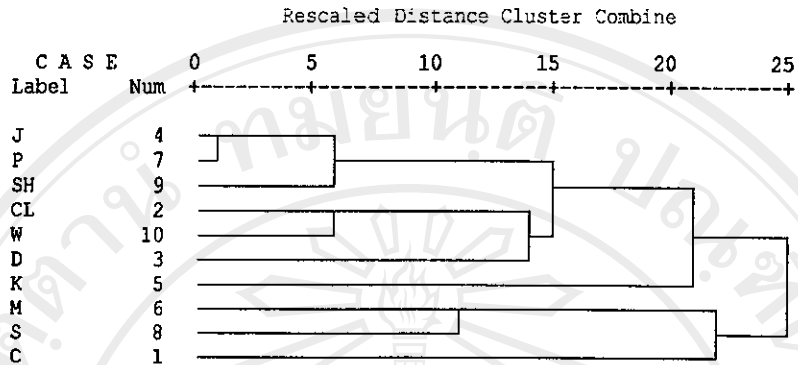 Rescaled Distance Cluster Combine
C A S E 0 5 10 15 20 25
Label Num +---------+---------+---------+---------+---------+
J 4
P 7
SH 9
CL 2
W 10
D 3
K 5
M 6
S 8
C 1